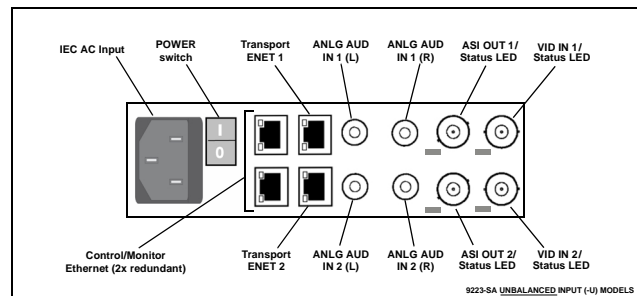 IEC AC Input
POWER
switch
Transport
ENET 1
ANLG AUD
IN 1 (L)
ANLG AUD
IN 1 (R)
ASI OUT 1/
Status LED
VID IN 1/
Status LED
I
0
Control/Monitor
Ethernet (2x redundant)
Transport
ENET 2
ANLG AUD
IN 2 (L)
ANLG AUD
IN 2 (R)
ASI OUT 2/
Status LED
VID IN 2/
Status LED
9223-SA UNBALANCED INPUT (-U) MODELS